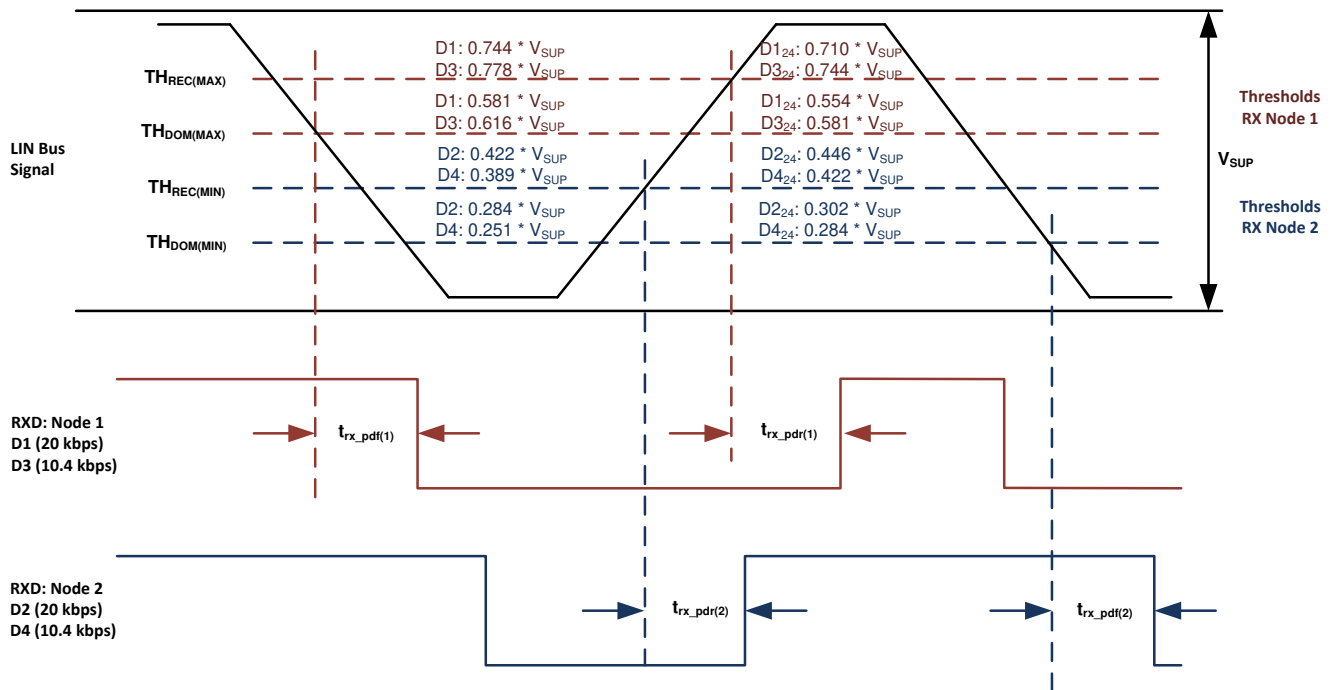 D1: 0.744 * VSUP
D124: 0.710 * VSUP
THREC(MAX)
D3: 0.778 * VSUP
D324: 0.744 * VSUP
D1: 0.581 * VSUP
D124: 0.554 * VSUP
Thresholds
RX Node 1
THDOM(MAX)
D3: 0.616 * VSUP
D324: 0.581 * VSUP
LIN Bus
Signal
D2: 0.422 * VSUP
D224: 0.446 * VSUP
VSUP
THREC(MIN)
D4: 0.389 * VSUP
D424: 0.422 * VSUP
D2: 0.284 * VSUP
D224: 0.302 * VSUP
Thresholds
RX Node 2
THDOM(MIN)
D4: 0.251 * VSUP
D424: 0.284 * VSUP
RXD: Node 1
D1 (20 kbps)
D3 (10.4 kbps)
trx_pdf(1)
trx_pdr(1)
RXD: Node 2
D2 (20 kbps)
D4 (10.4 kbps)
trx_pdr(2)
trx_pdf(2)